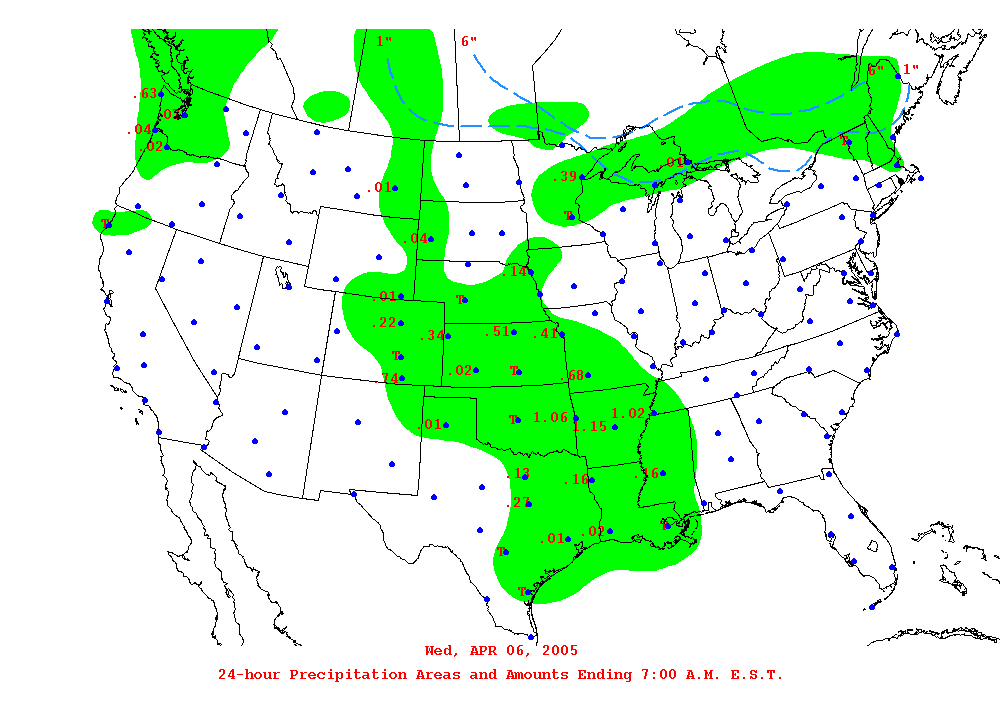 1" 6"
6" 1"
.63
.03
.04
.02
T
.01
.39
.01
T
T
.04
.14
.01
T
.22
.34
.51
.41
T
.02
T
.68
.74
.01
T
1.06
1.02
1.15
.13
.16
.16
.27
T
.01
.02
T
T
Wed, APR 06, 2005
24-hour Precipitation Areas and Amounts Ending 7:00 A.M. E.S.T.